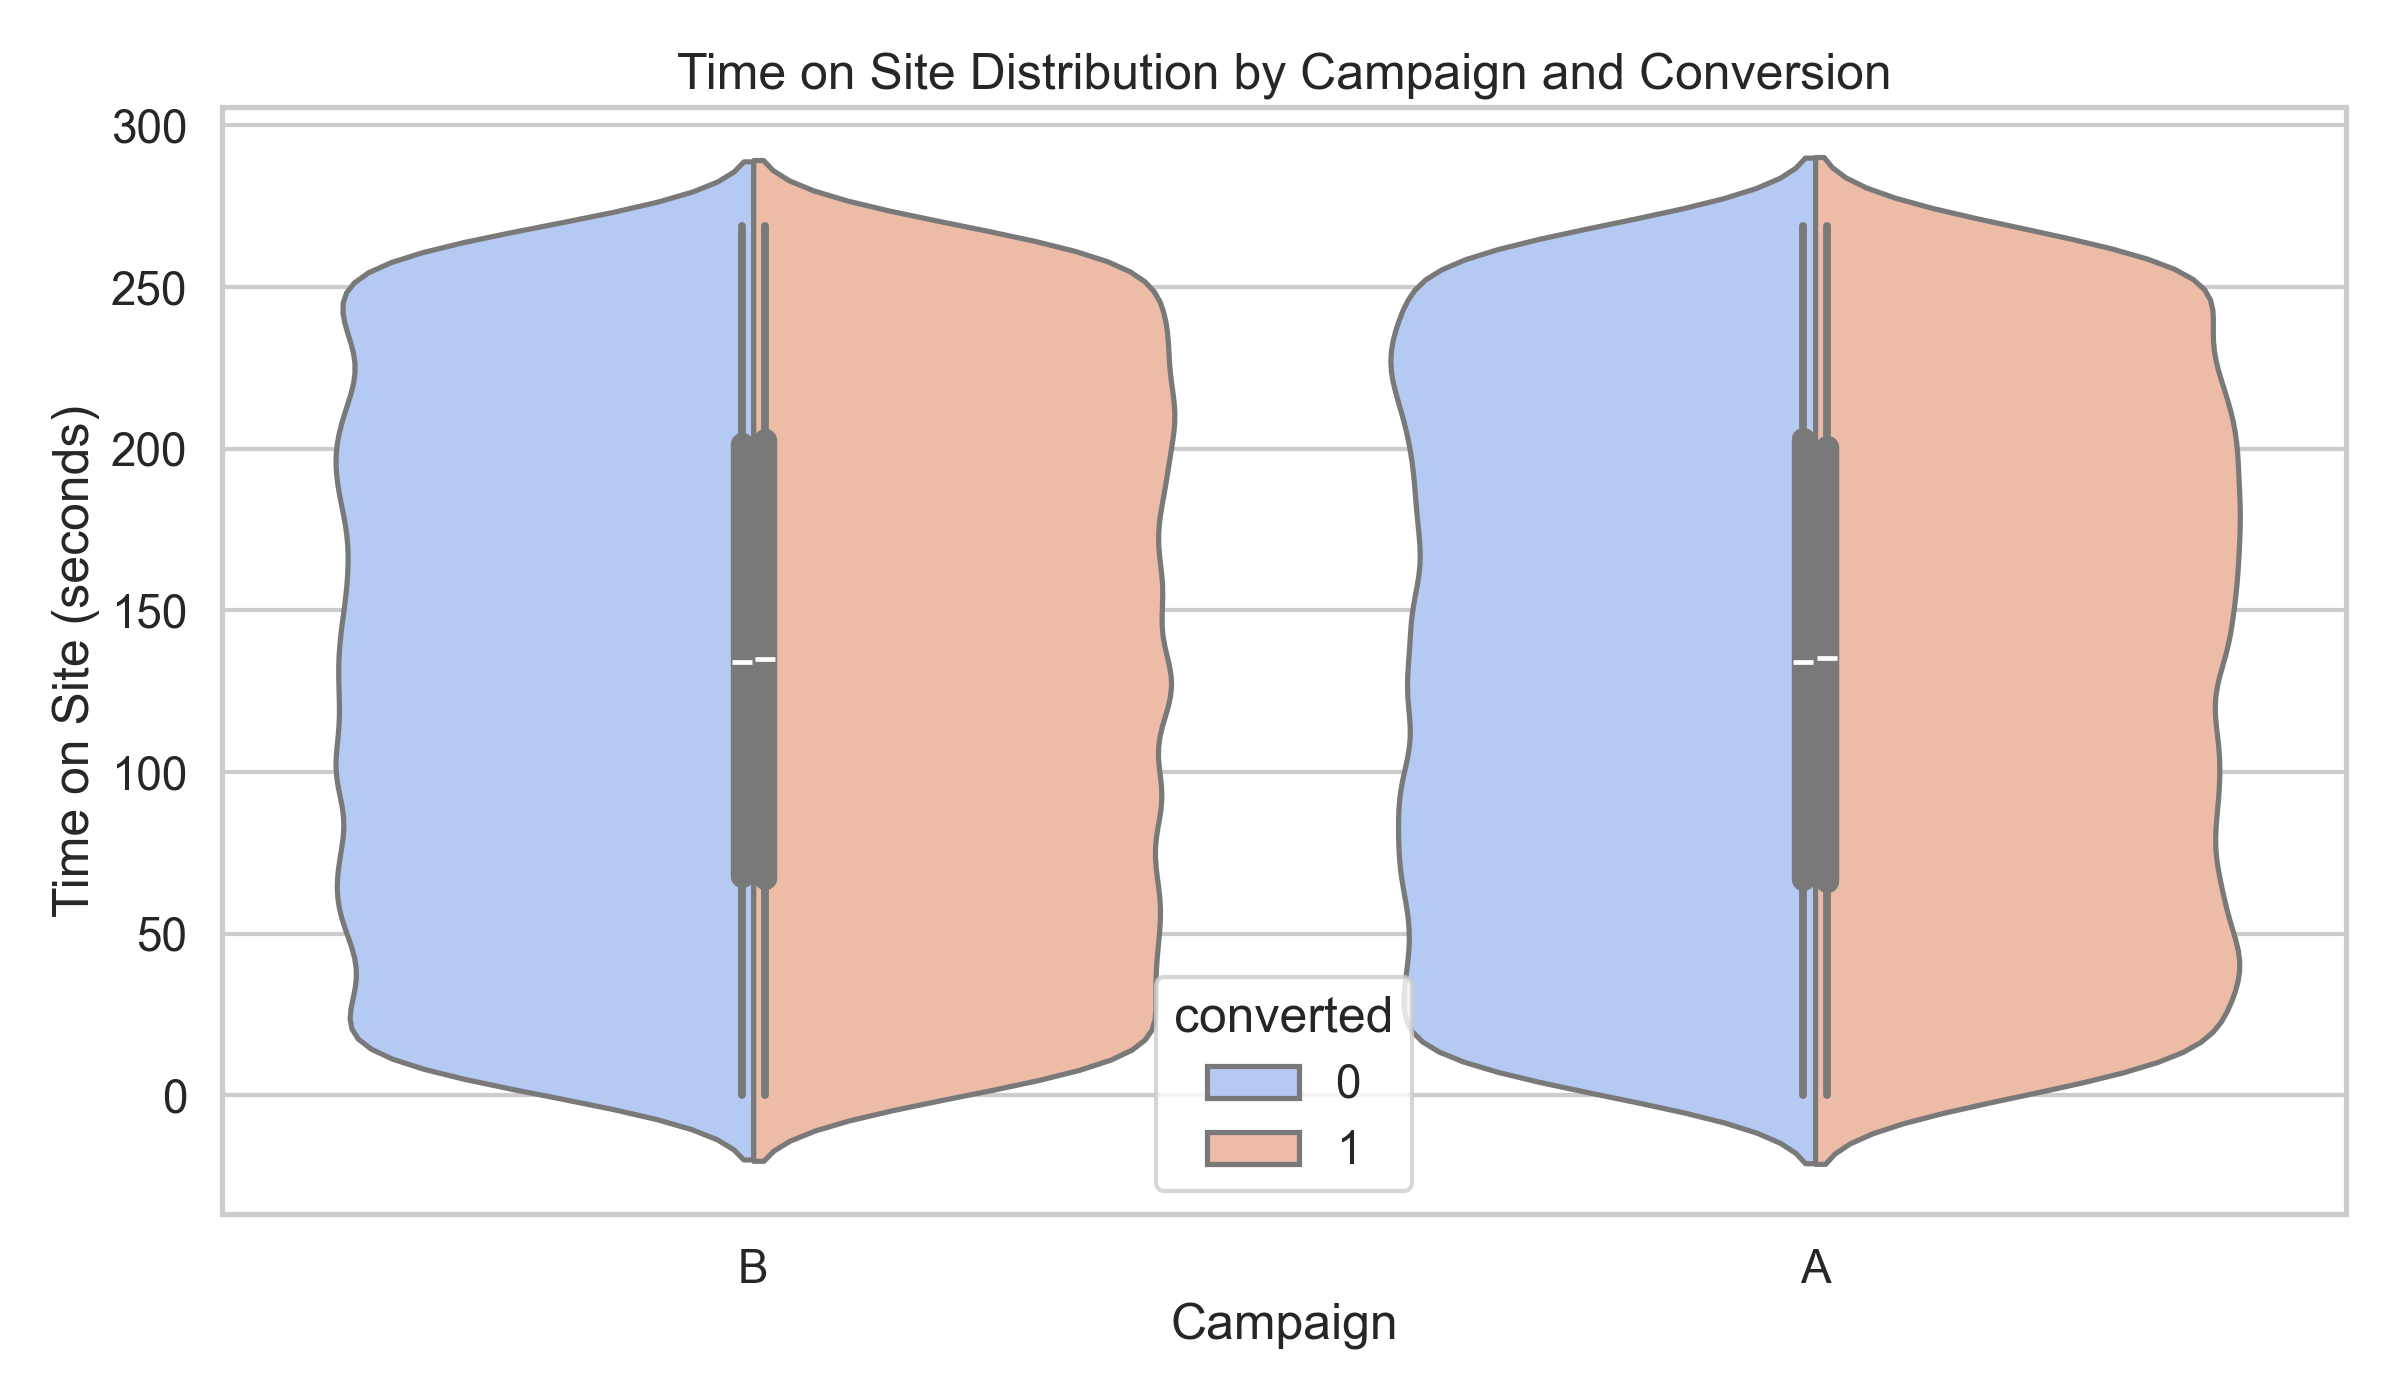 Time on Site Distribution by Campaign and Conversion
Time on Site (seconds)
300
250
200
150
100
50
0
converted
0
1
B
A
Campaign